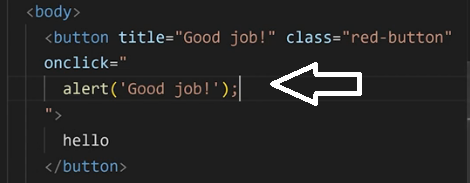 <body>
<button title="Good job!" class="red-button"
onclick="
alert('Good job!');
">
hello
</button>